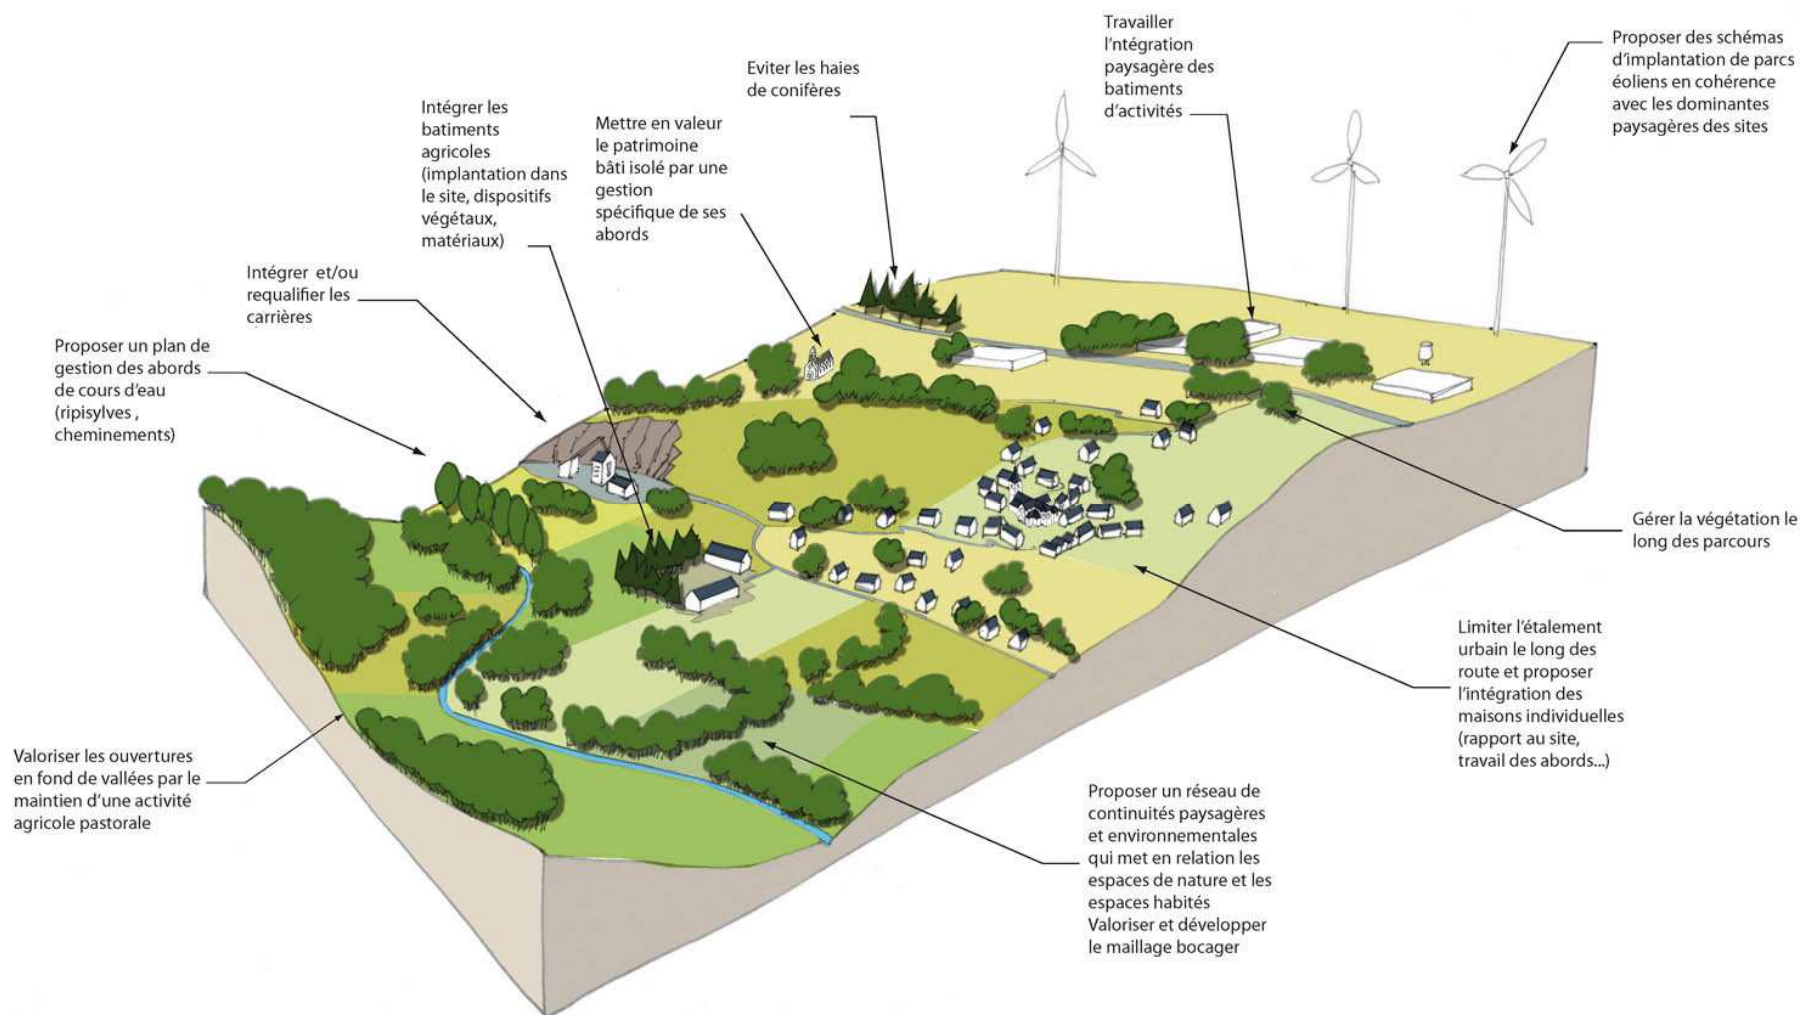 Travailler
l'ntégration
paysagère des
batiments
d'activités
Proposer des schémas
d'implantation de parcs
éoliens en cohérence
avec les dominantes
paysagères des sites
Eviter les haies
de conifères
Intégrer les
batiments
agricoles
(implantation dans
le site, dispositifs
végétaux,
matériaux)
Mettre en valeur
le patrimoine
bâti isolé par une
gestion
spécifique de ses
abords
Intégrer et/ou
requalifier les
carrières
Proposer un plan de
gestion des abords
de cours d'eau
(ripisylves ,
cheminements)
Gérer la végétation le
long des parcours
Limiter l'étalement
urbain le long des
route et proposer
l'intégration des
maisons individuelles
(rapport au site,
travail des abords...)
Valoriser les ouvertures
en fond de vallées par le
maintien d'une activité
agricole pastorale
Proposer un réseau de
continuités paysagères
et environnementales
qui met en relation les
espaces de nature et les
espaces habités
Valoriser et développer
le maillage bocager